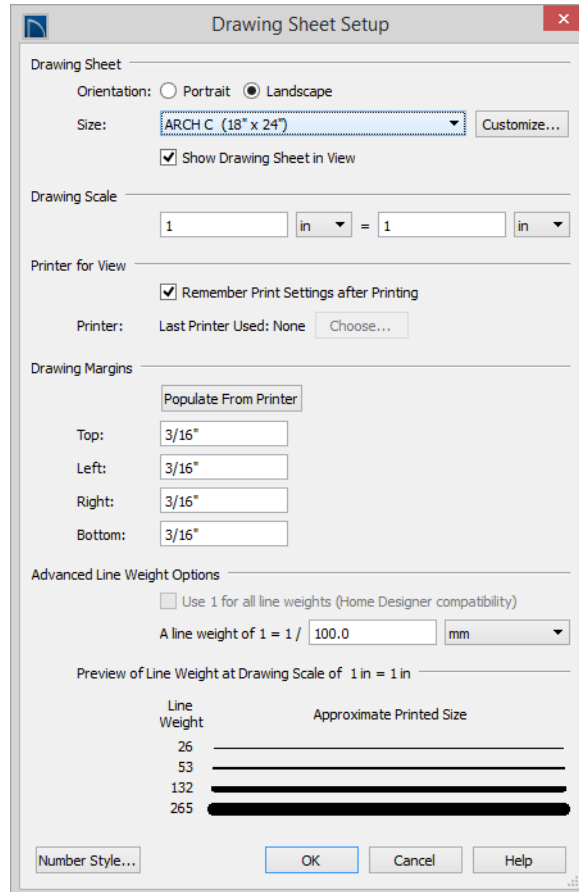 Drawing Sheet Setup
Drawing Sheet
Orientation: Portrait Landscape
Size: ARCH C (18" x 24") Customize...
Show Drawing Sheet in View
Drawing Scale
1 in = 1 in
Printer for View
Remember Print Settings after Printing
Printer: Last Printer Used: None Choose...
Drawing Margins
Populate From Printer
Top: 3/16"
Left: 3/16"
Right: 3/16"
Bottom: 3/16"
Advanced Line Weight Options
Use 1 for all line weights (Home Designer compatibility)
A line weight of 1 = 1 / 100.0 mm
Preview of Line Weight at Drawing Scale of 1 in = 1 in
Line
Weight Approximate Printed Size
26
53
132
265
Number Style... OK Cancel Help